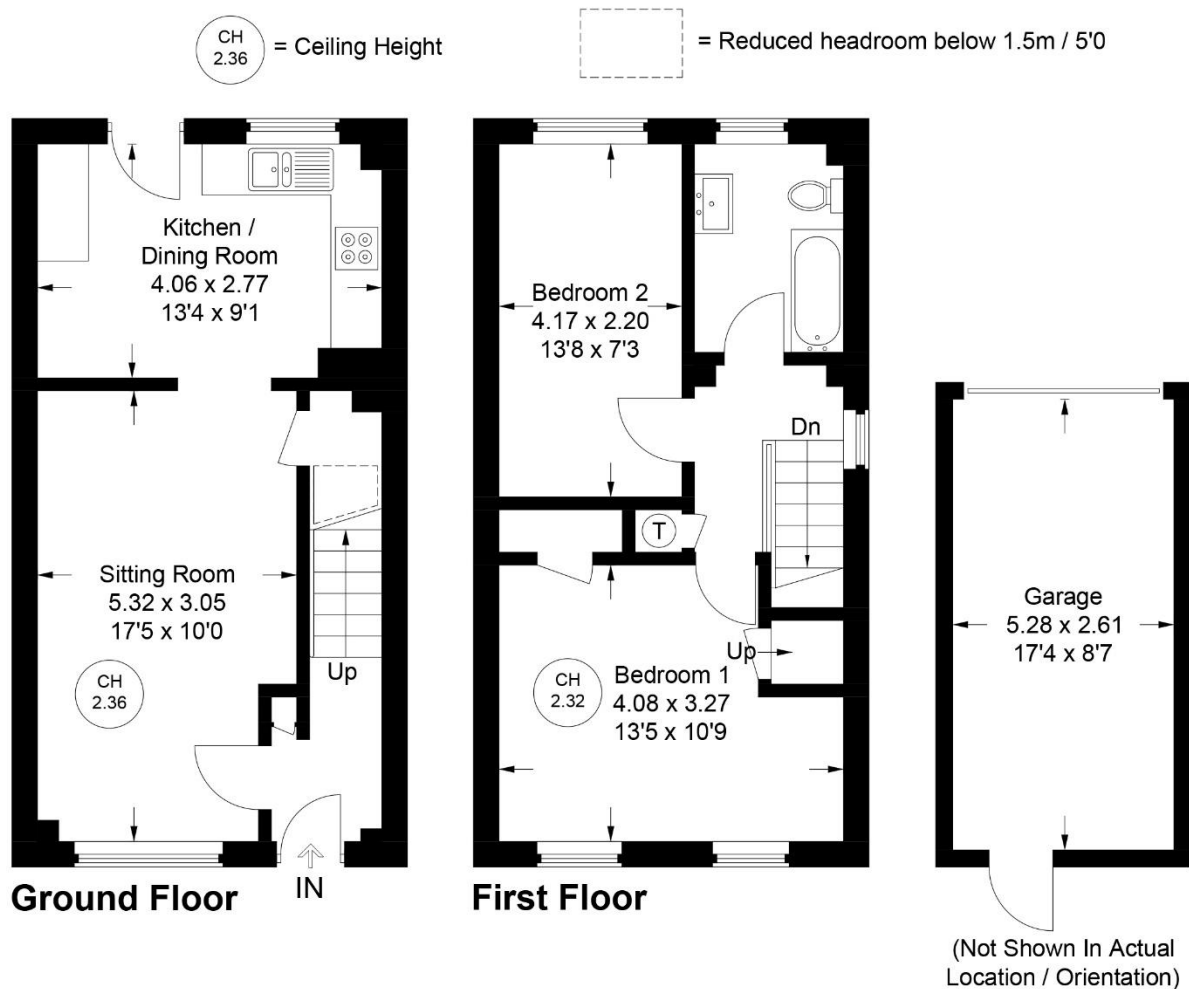 CH
2.36
= Ceiling Height
= Reduced headroom below 1.5m / 5'0
Kitchen /
Dining Room
4.06 x 2.77
13'4 x 9'1
Sitting Room
5.32 x 3.05
17'5 x 10'0
CH
2.36
Up
IN
Ground Floor
Bedroom 2
4.17 x 2.20
13'8 x 7'3
Dn
T
Up
Bedroom 1
4.08 x 3.27
13'5 x 10'9
CH
2.32
First Floor
Garage
5.28 x 2.61
17'4 x 8'7
(Not Shown In Actual
Location / Orientation)